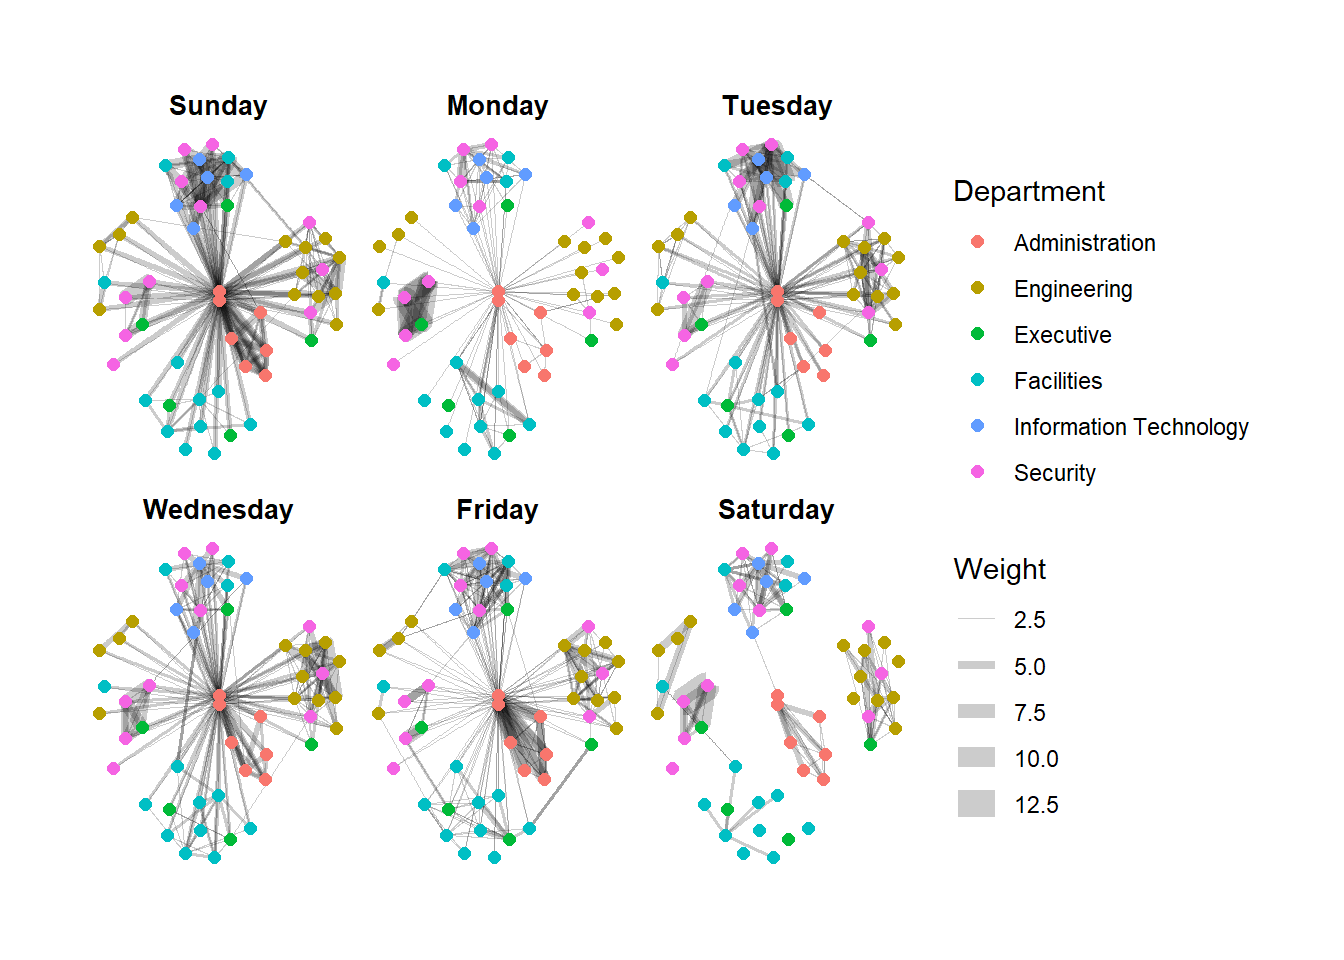 Sunday
Monday
Tuesday
Wednesday
Friday
Saturday
Department
Administration
Engineering
Executive
Facilities
Information Technology
Security
Weight
2.5
5.0
7.5
10.0
12.5